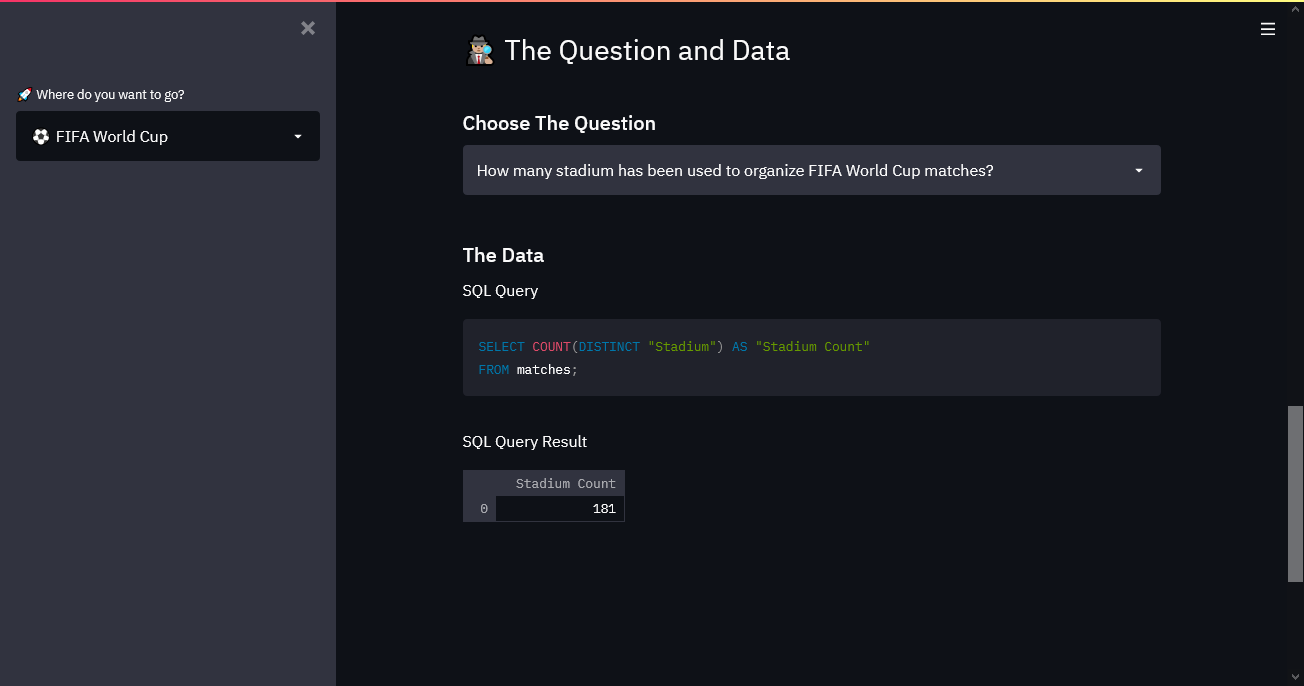 Where do you want to go?
FIFA World Cup
The Question and Data
Choose The Question
How many stadium has been used to organize FIFA World Cup matches?
The Data
SQL Query
SELECT COUNT(DISTINCT "Stadium") AS "Stadium Count"
FROM matches;
SQL Query Result
Stadium Count
0 181